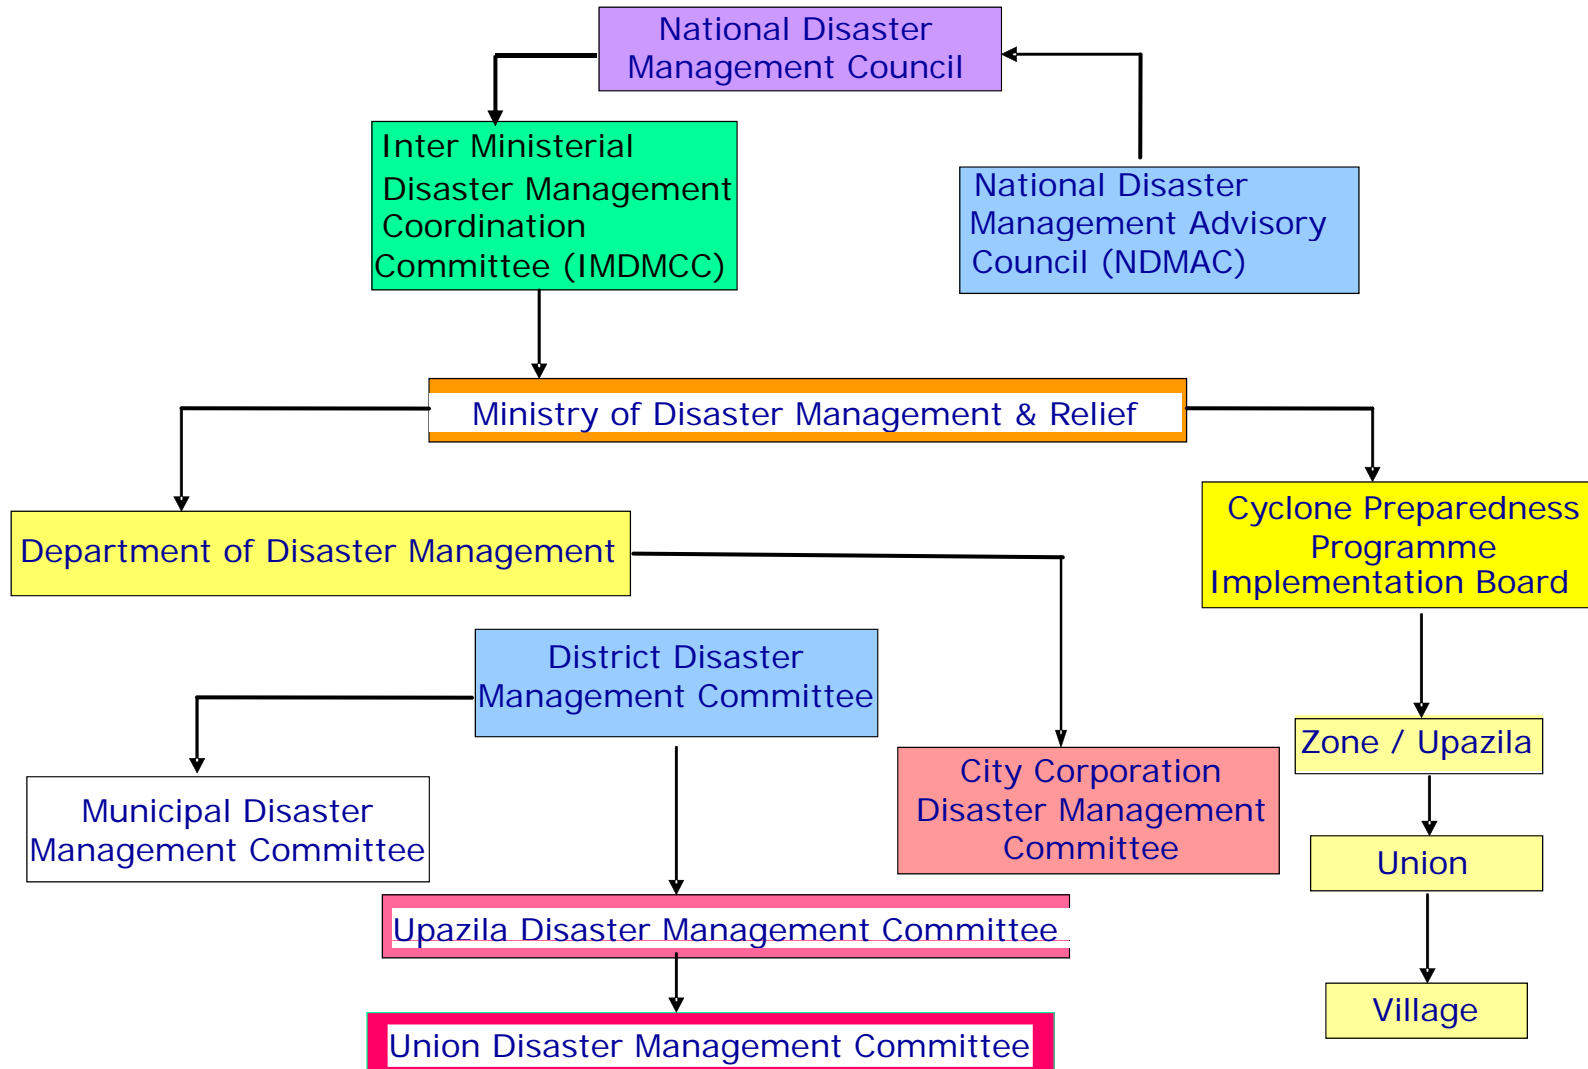 National Disaster
Management Council
Inter Ministerial
Disaster Management
Coordination
Committee (IMDMCC)
National Disaster
Management Advisory
Council (NDMAC)
Ministry of Disaster Management & Relief
Department of Disaster Management
Cyclone Preparedness
Programme
Implementation Board
District Disaster
Management Committee
Municipal Disaster
Management Committee
City Corporation
Disaster Management
Committee
Zone / Upazila
Union
Village
Upazila Disaster Management Committee
Union Disaster Management Committee